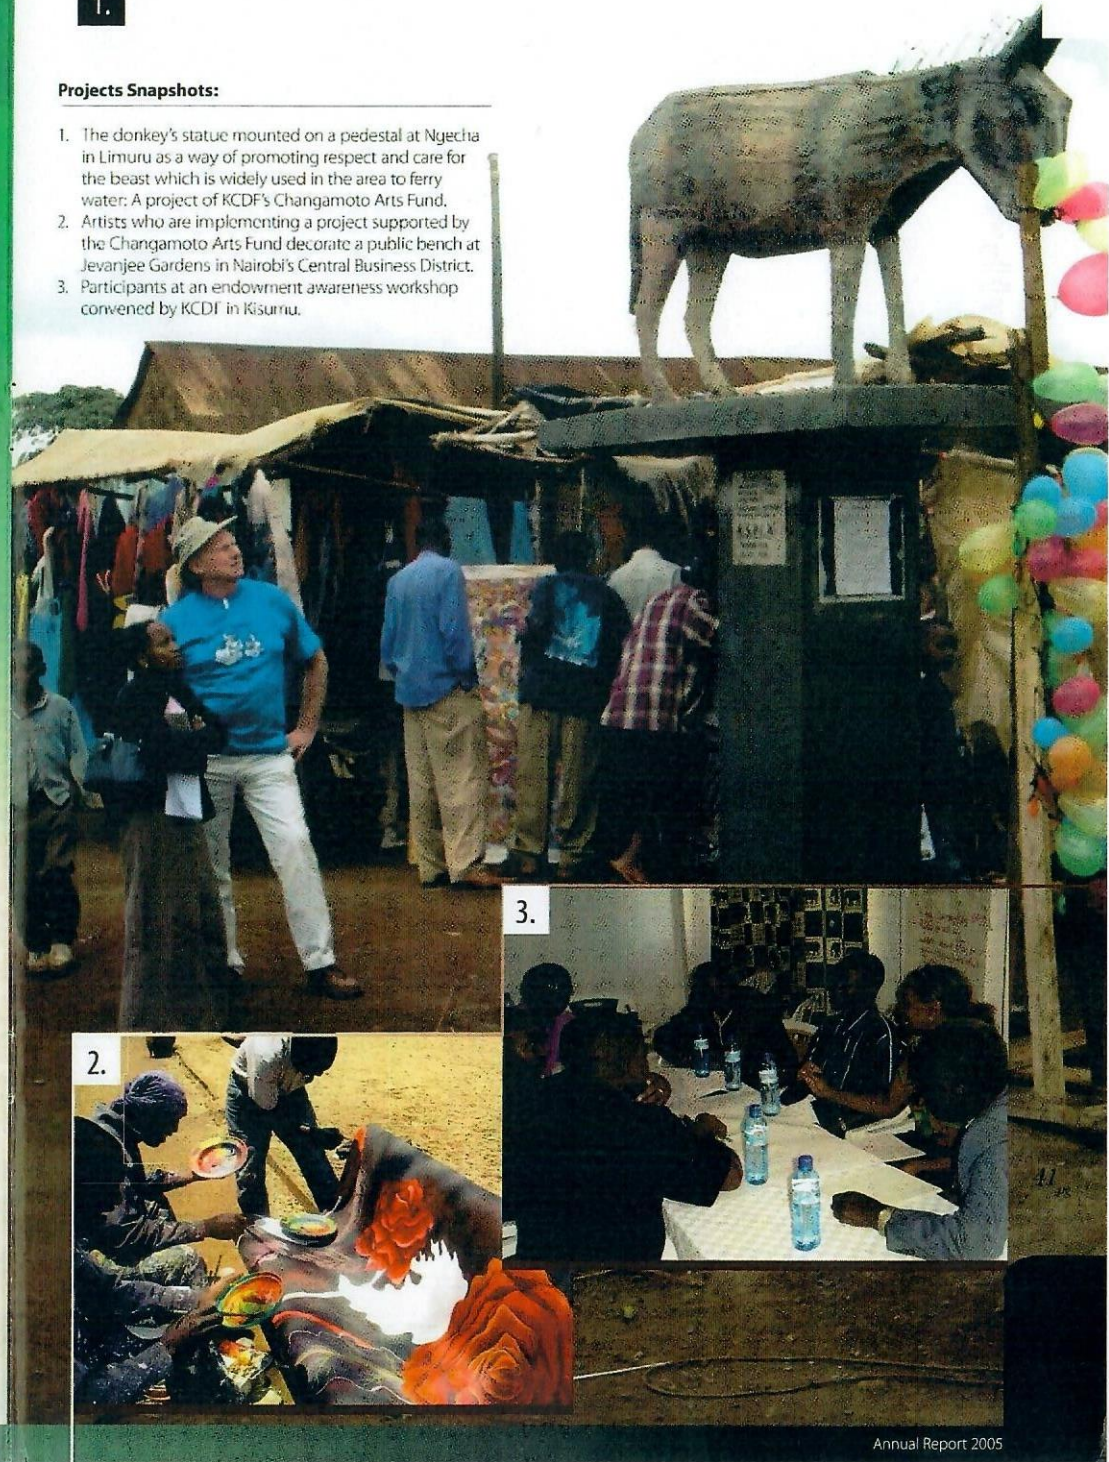 1.
Projects Snapshots:
1. The donkey's statue mounted on a pedestal at Ngecha
in Limuru as a way of promoting respect and care for
the beast which is widely used in the area to ferry
water: A project of KCDF's Changamoto Arts Fund.
2. Artists who are implementing a project supported by
the Changamoto Arts Fund decorate a public bench at
Jevanjee Gardens in Nairobi's Central Business District.
3. Participants at an endowment awareness workshop
convened by KCDF in Kisumu.
3.
2.
Annual Report 2005